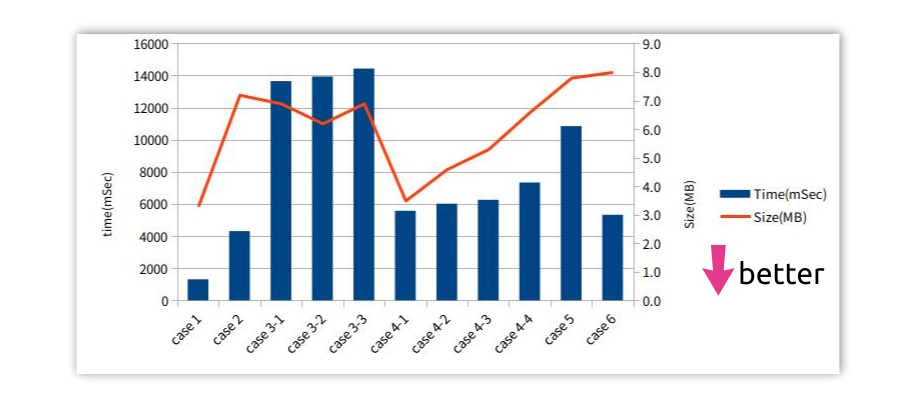 16000
14000
12000
10000
8000
6000
4000
2000
0
time(mSec)
9.0
8.0
7.0
6.0
5.0
4.0
3.0
2.0
1.0
0.0
Size(MB)
case 1
case 2
case 3-1
case 3-2
case 3-3
case 4-1
case 4-2
case 4-3
case 4-4
case 5
case 6
Time(mSec)
Size(MB)
better